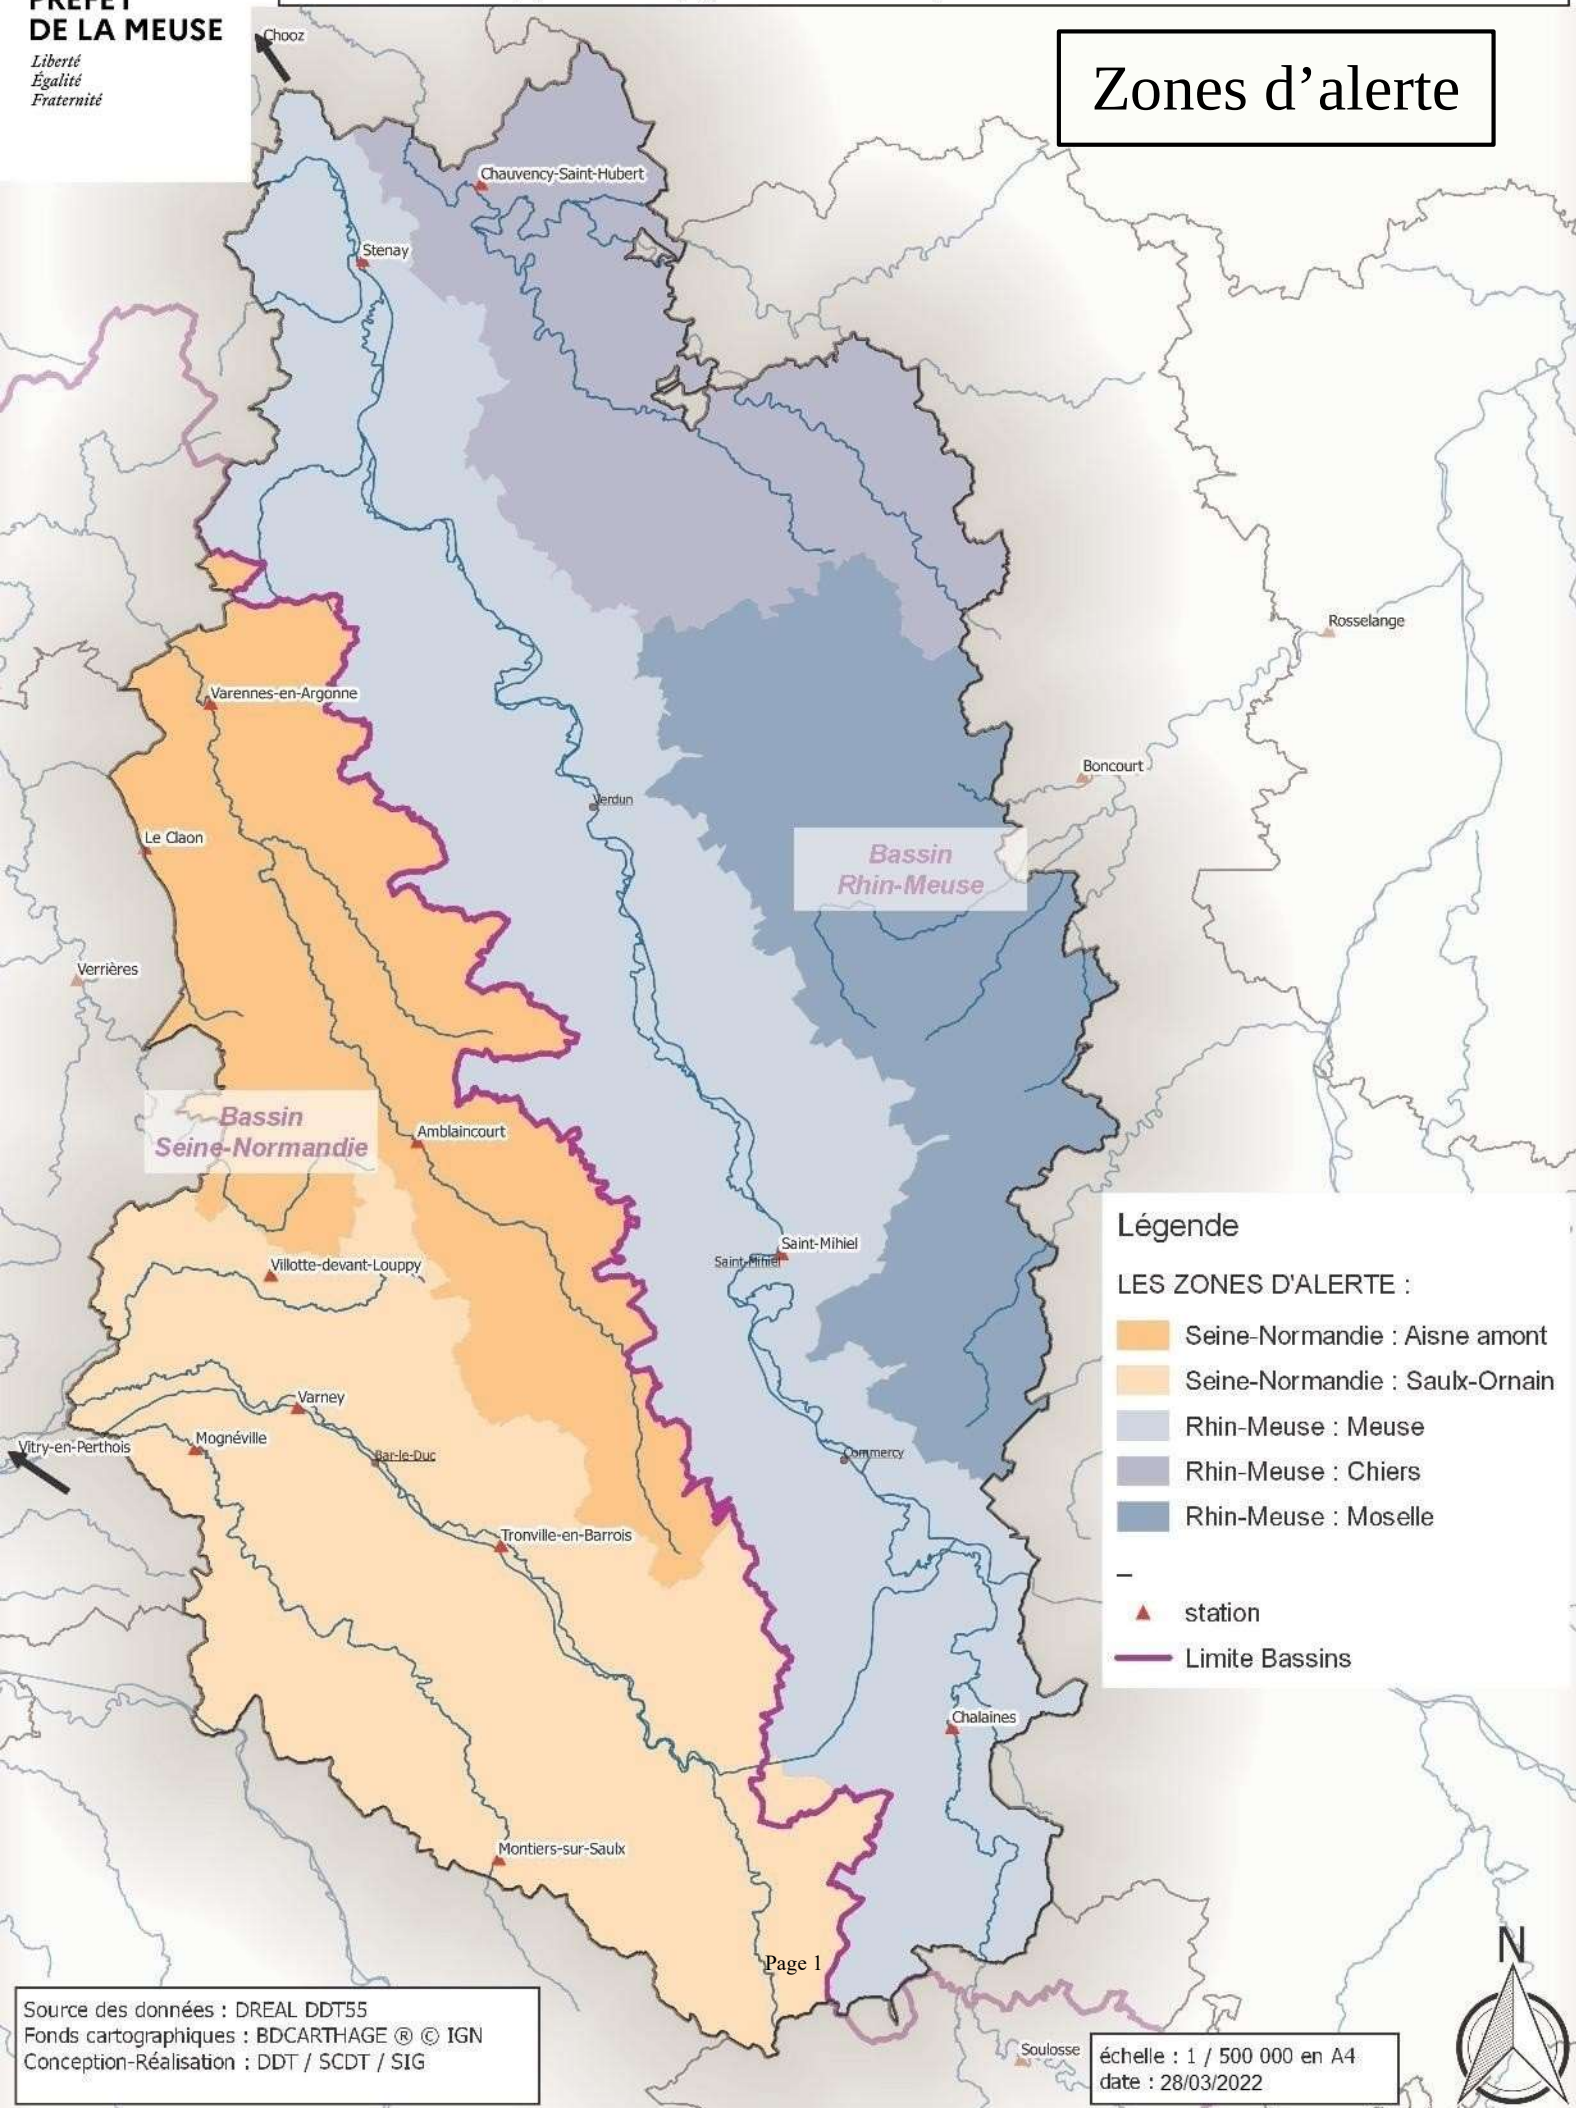 PRÉFET
DE LA MEUSE
Liberté
Égalité
Fraternité
Chooz
Zones d’alerte
Chauvency-Saint-Hubert
Stenay
Rosselange
Varennes-en-Argonne
Boncourt
Verdun
Le Claon
Bassin
Rhin-Meuse
Verrières
Bassin
Seine-Normandie
Amblaincourt
Saint-Mihiel
Saint-Mihiel
Villotte-devant-Louppy
Varney
Mognéville
Vitry-en-Perthois
Bar-le-Duc
Commercy
Tronville-en-Barrois
Chalaines
Montiers-sur-Saulx
Légende
LES ZONES D'ALERTE :
Seine-Normandie : Aisne amont
Seine-Normandie : Saulx-Ornain
Rhin-Meuse : Meuse
Rhin-Meuse : Chiers
Rhin-Meuse : Moselle
–
station
Limite Bassins
Page 1
N
Source des données : DREAL DDT55
Fonds cartographiques : BDCARTHAGE ® © IGN
Conception-Réalisation : DDT / SCDT / SIG
Soulosse
échelle : 1 / 500 000 en A4
date : 28/03/2022